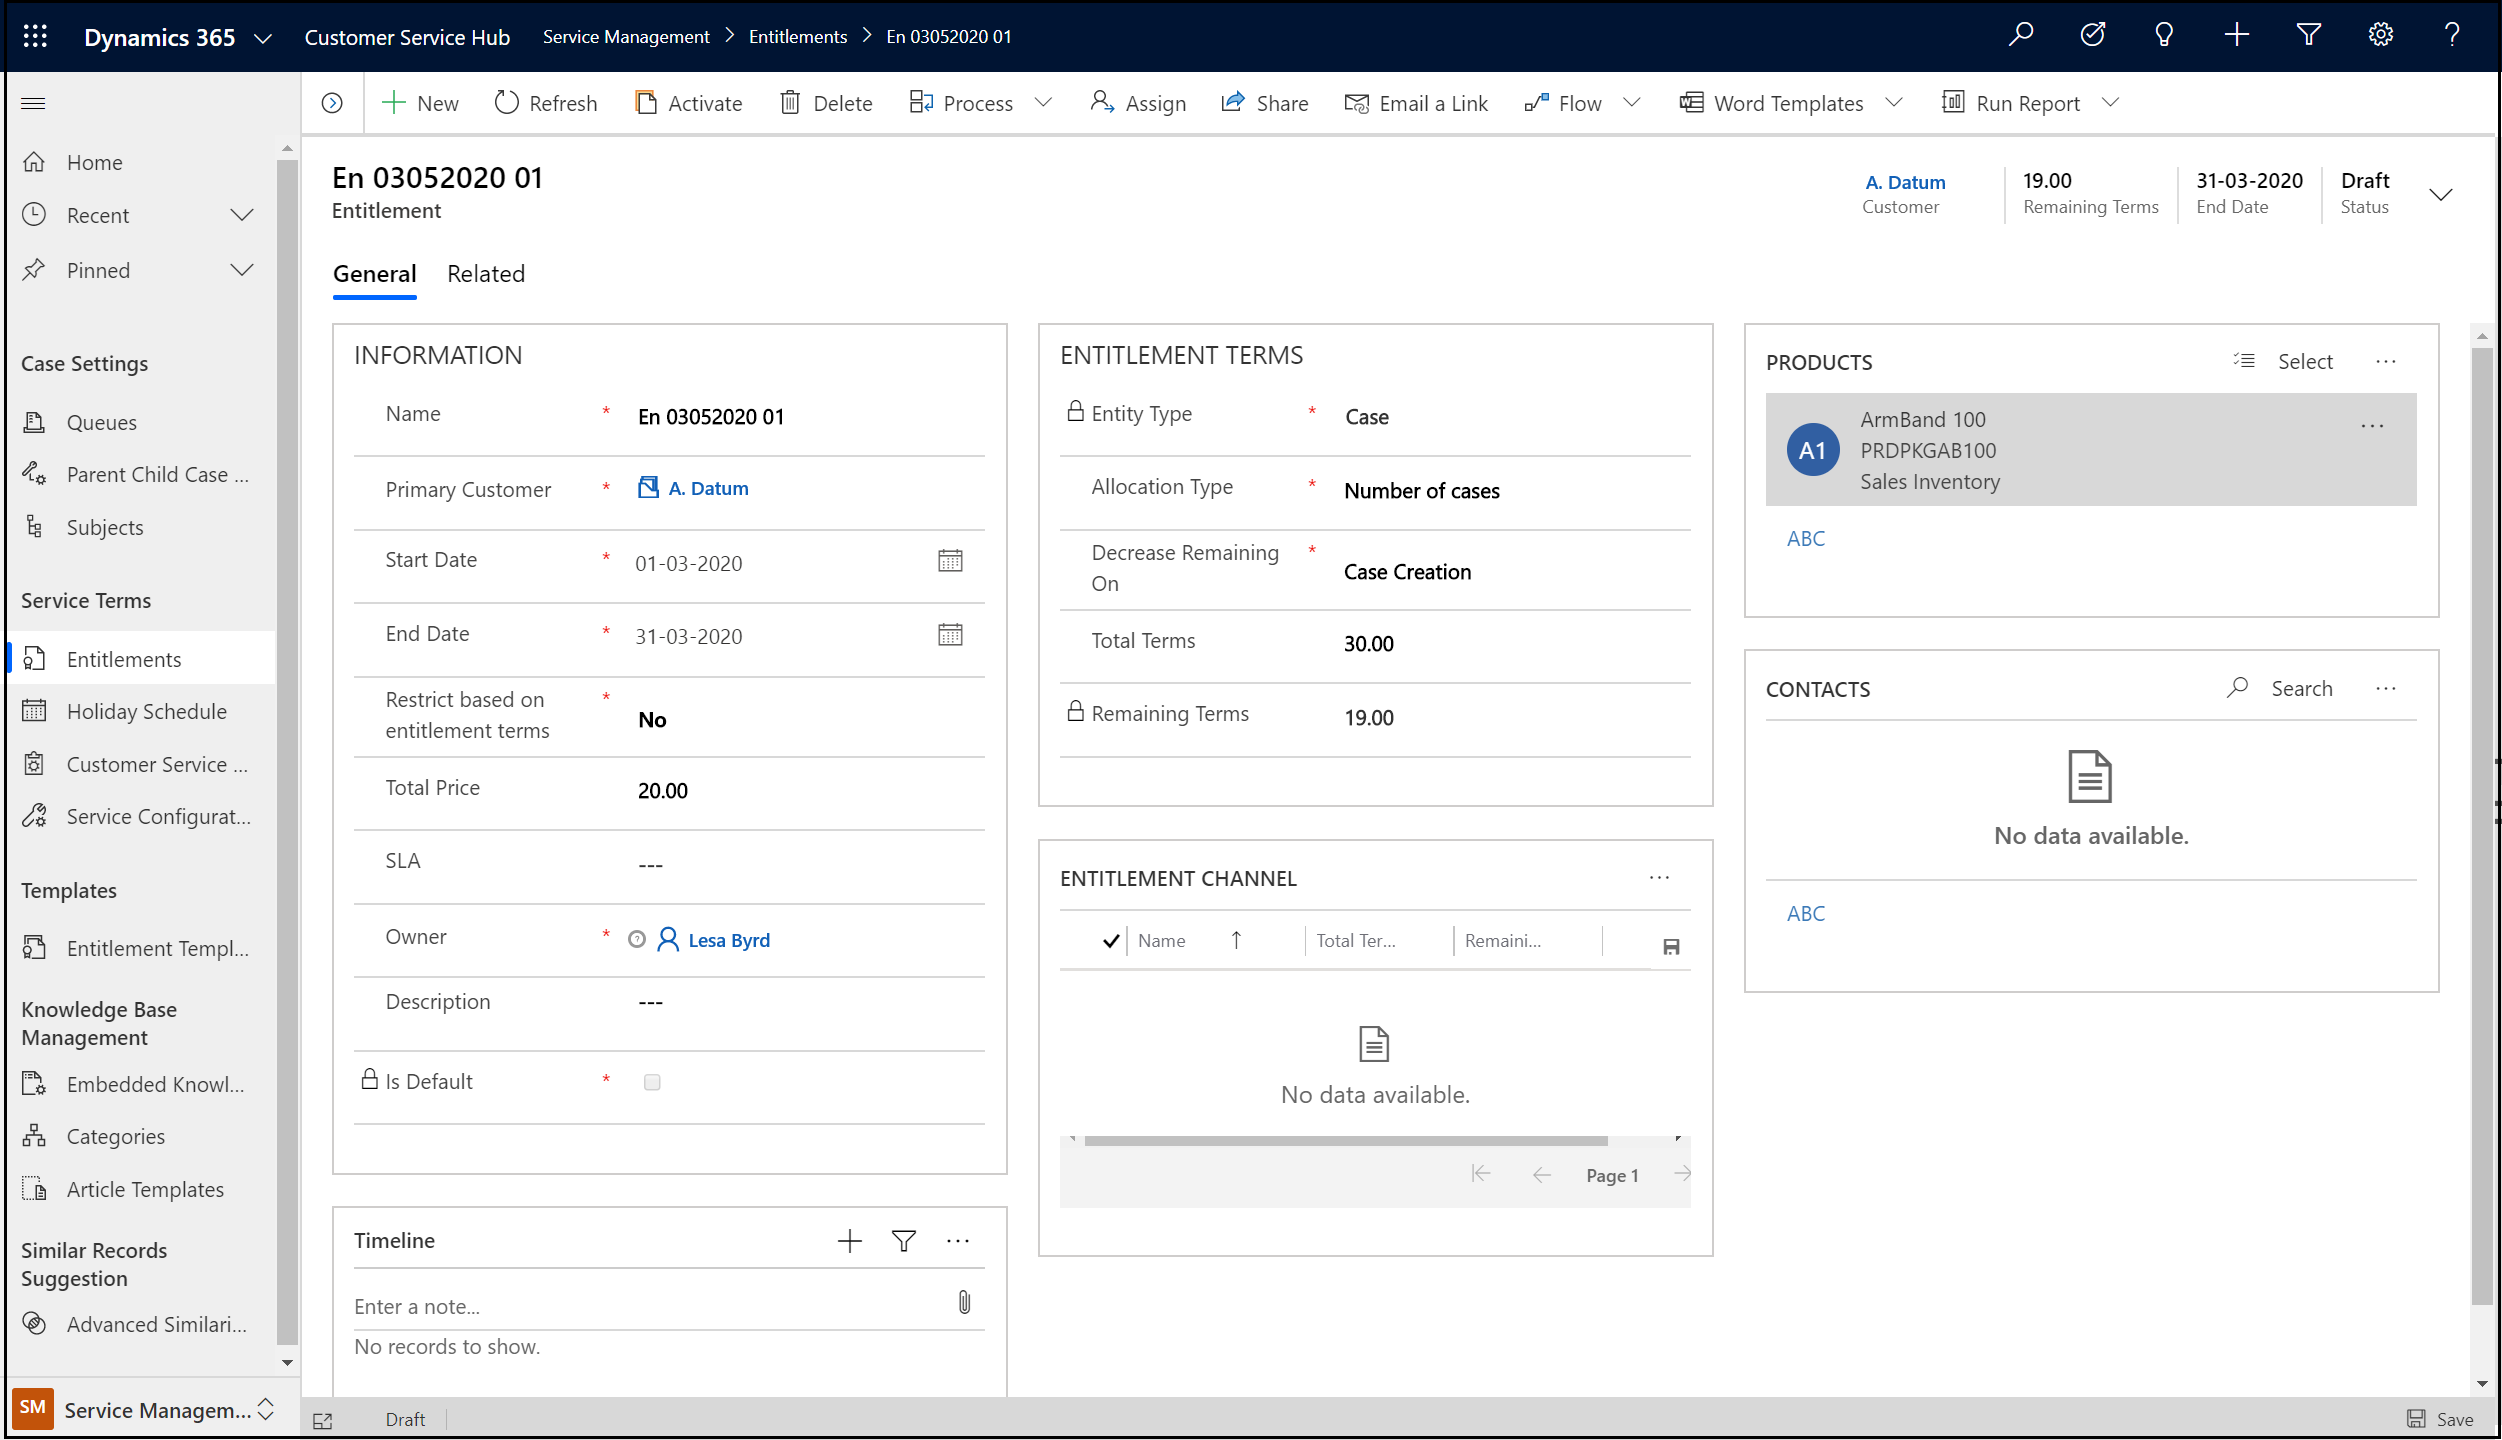 Dynamics 365 Customer Service Hub Service Management > Entitlements > En 03052020 01
New Refresh Activate Delete Process Assign Share Email a Link Flow Word Templates Run Report
Home
Recent
Pinned
Case Settings
Queues
Parent Child Case ...
Subjects
Service Terms
Entitlements
Holiday Schedule
Customer Service ...
Service Configurat...
Templates
Entitlement Templ...
Knowledge Base
Management
Embedded Knowl...
Categories
Article Templates
Similar Records
Suggestion
Advanced Similari...
SM Service Managem...
En 03052020 01
Entitlement
A. Datum
Customer
19.00
Remaining Terms
31-03-2020
End Date
Draft
Status
General Related
INFORMATION
Name * En 03052020 01
Primary Customer * A. Datum
Start Date * 01-03-2020
End Date * 31-03-2020
Restrict based on
entitlement terms * No
Total Price 20.00
SLA ---
Owner * Lesa Byrd
Description ---
Is Default *
Timeline ...
Enter a note...
No records to show.
ENTITLEMENT TERMS
Entity Type * Case
Allocation Type * Number of cases
Decrease Remaining
On * Case Creation
Total Terms 30.00
Remaining Terms 19.00
ENTITLEMENT CHANNEL ...
Name Total Ter... Remaini...
No data available.
Page 1
PRODUCTS Select ...
A1
ArmBand 100 ...
PRDPKGAB100
Sales Inventory
ABC
CONTACTS Search ...
No data available.
ABC
Draft
Save